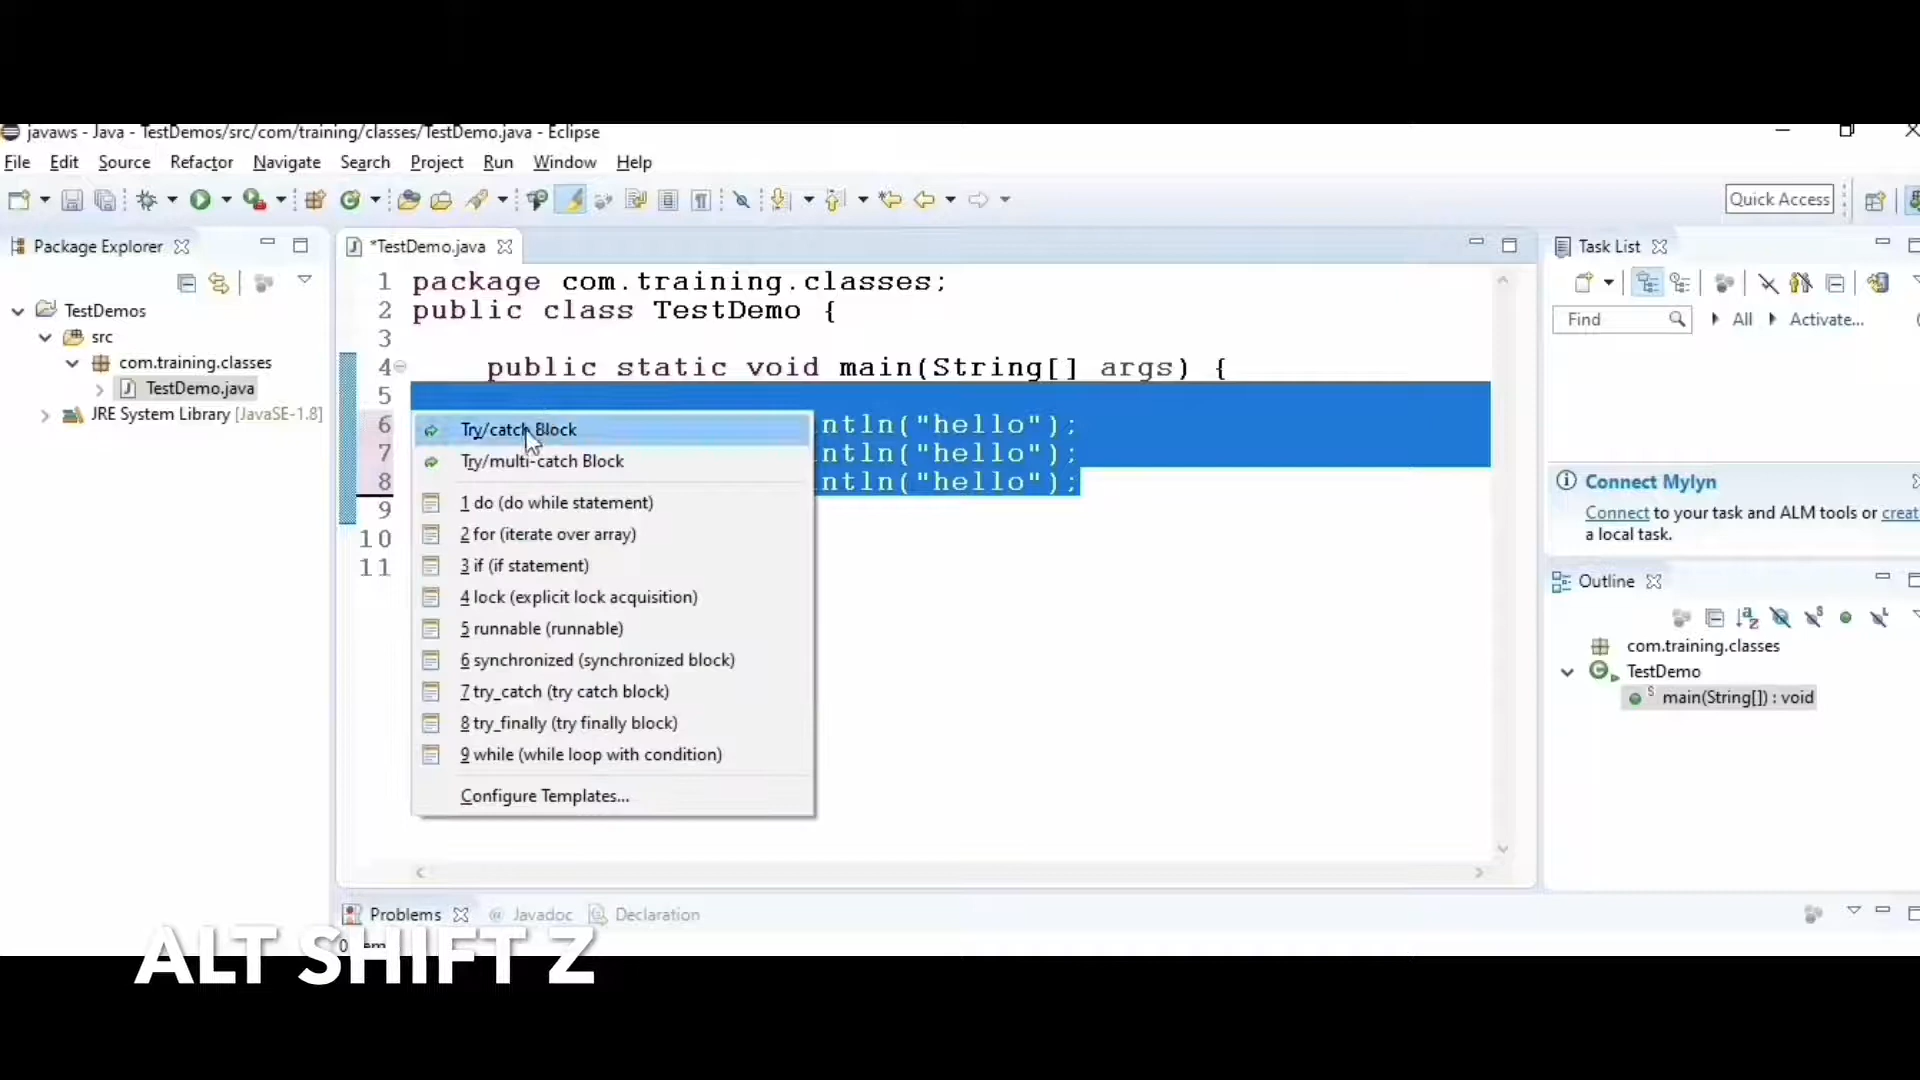 javaws - Java - TestDemos/src/com/training/classes/TestDemo.java - Eclipse
File Edit Source Refactor Navigate Search Project Run Window Help
Quick Access
Package Explorer
TestDemos
src
com.training.classes
TestDemo.java
JRE System Library [JavaSE-1.8]
*TestDemo.java
1 package com.training.classes;
2 public class TestDemo {
3
4 public static void main(String[] args) {
5
6 ntln("hello");
7 ntln("hello");
8 ntln("hello");
9
10
11
Try/catch Block
Try/multi-catch Block
1 do (do while statement)
2 for (iterate over array)
3 if (if statement)
4 lock (explicit lock acquisition)
5 runnable (runnable)
6 synchronized (synchronized block)
7 try_catch (try catch block)
8 try_finally (try finally block)
9 while (while loop with condition)
Configure Templates...
Task List
Find All Activate...
Connect Mylyn
Connect to your task and ALM tools or creat
a local task.
Outline
com.training.classes
TestDemo
main(String[]) : void
Problems @ Javadoc Declaration
ALT SHIFT Z